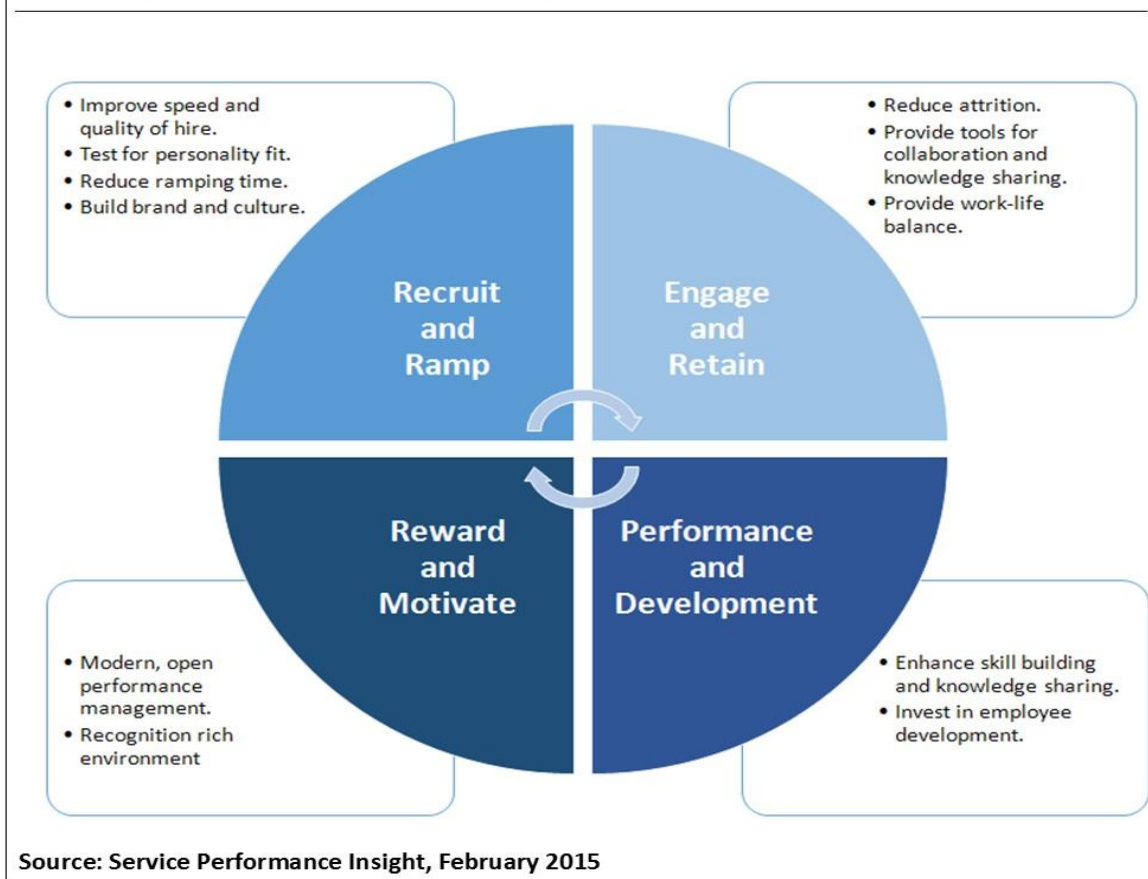 • Improve speed and
quality of hire.
• Test for personality fit.
• Reduce ramping time.
• Build brand and culture.
• Reduce attrition.
• Provide tools for
collaboration and
knowledge sharing.
• Provide work-life
balance.
Recruit
and
Ramp
Engage
and
Retain
Reward
and
Motivate
Performance
and
Development
• Modern, open
performance
management.
• Recognition rich
environment
• Enhance skill building
and knowledge sharing.
• Invest in employee
development.
Source: Service Performance Insight, February 2015